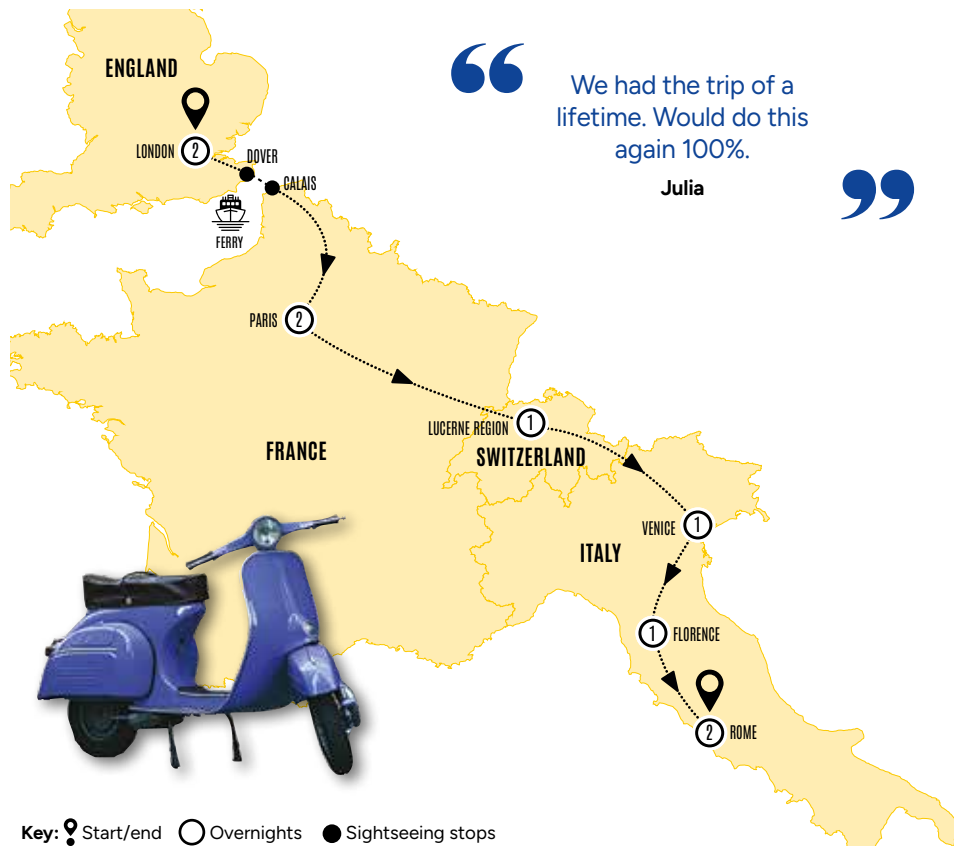 ENGLAND
“
We had the trip of a
lifetime. Would do this
again 100%.
Julia
”
LONDON 2
DOVER
CALAIS
FERRY
PARIS 2
LUCERNE REGION 1
FRANCE
SWITZERLAND
VENICE 1
ITALY
1 FLORENCE
2 ROME
Key: Start/end Overnights Sightseeing stops